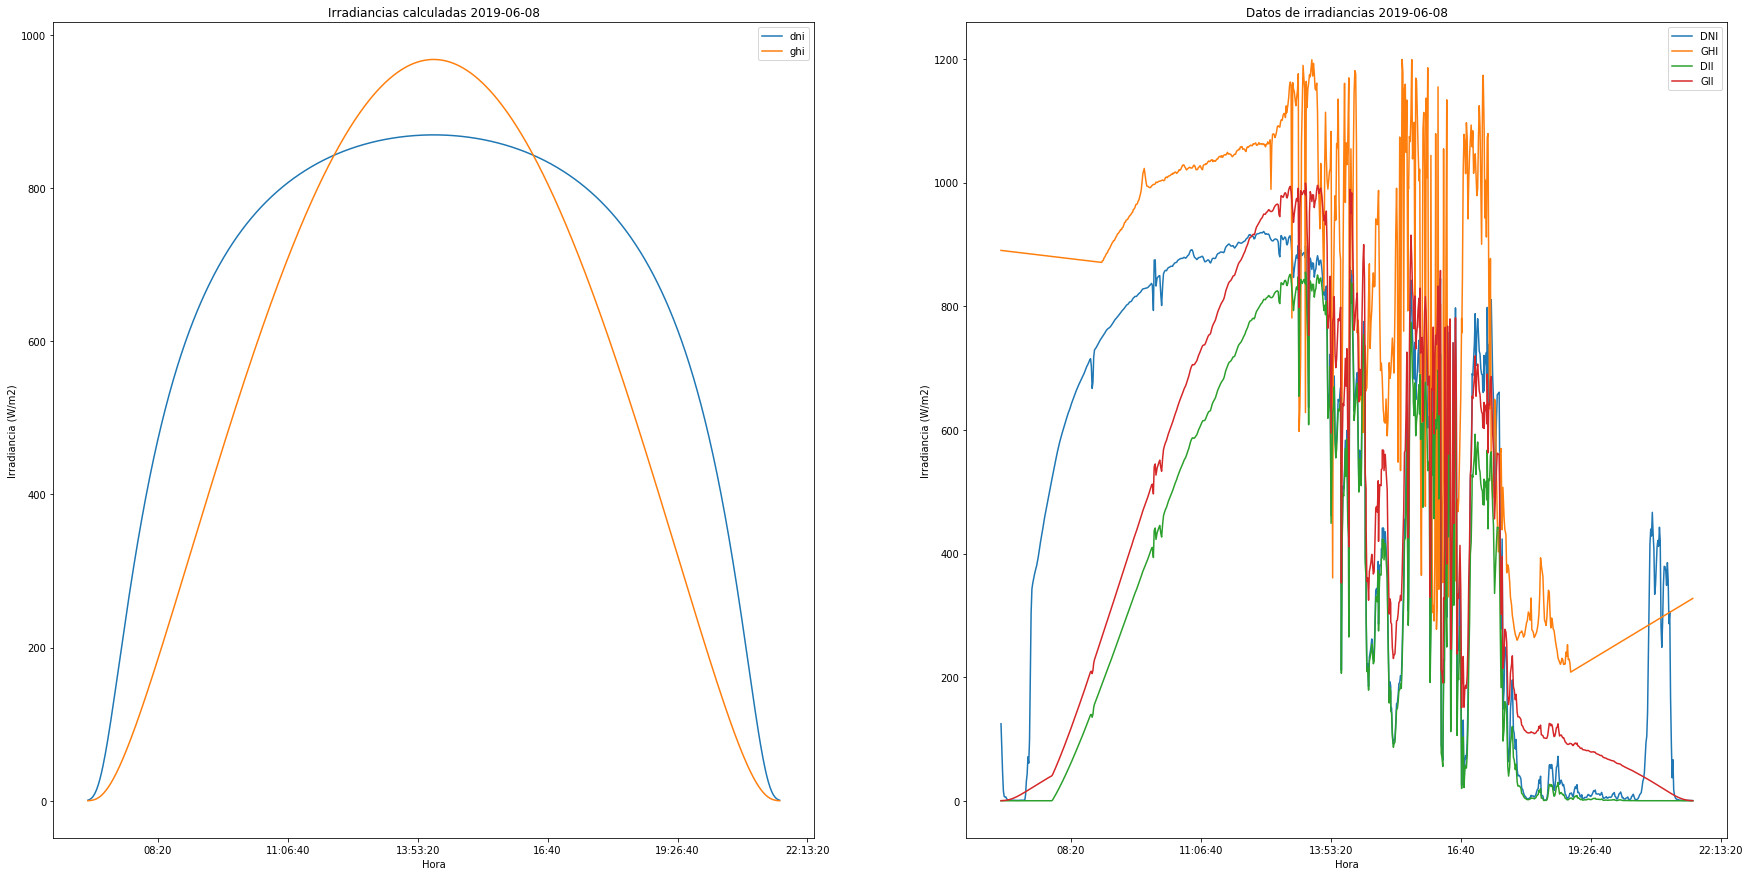 Irradiancias calculadas 2019-06-08
dni
ghi
1000
800
600
400
200
0
Irradiancia (W/m2)
08:20
11:06:40
13:53:20
16:40
19:26:40
22:13:20
Hora
Datos de irradiancias 2019-06-08
DNI
GHI
DII
GII
1200
1000
800
600
400
200
0
Irradiancia (W/m2)
08:20
11:06:40
13:53:20
16:40
19:26:40
22:13:20
Hora